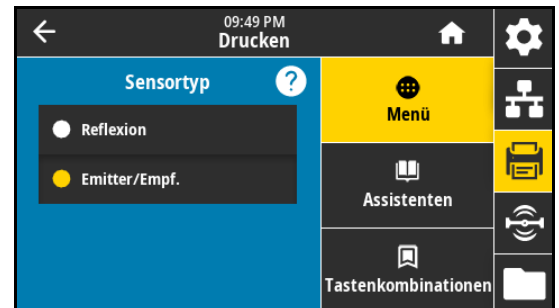 09:49 PM
Drucken
Sensortyp ?
Reflexion
Emitter/Empf.
Menü
Assistenten
Tastenkombinationen